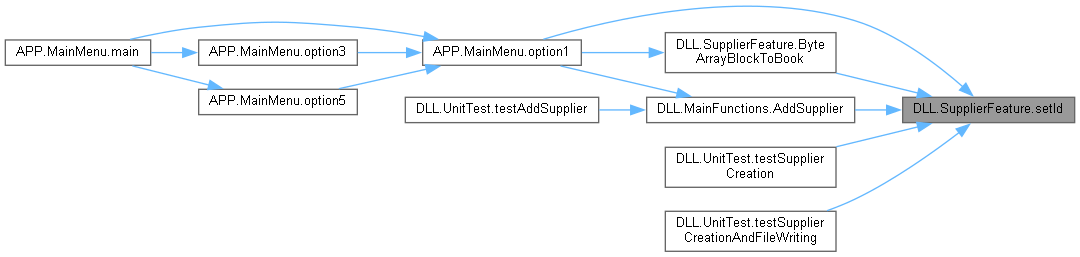 APP.MainMenu.main
APP.MainMenu.option3
APP.MainMenu.option5
APP.MainMenu.option1
DLL.UnitTest.testAddSupplier
DLL.SupplierFeature.Byte
ArrayBlockToBook
DLL.MainFunctions.AddSupplier
DLL.UnitTest.testSupplier
Creation
DLL.UnitTest.testSupplier
CreationAndFileWriting
DLL.SupplierFeature.setId